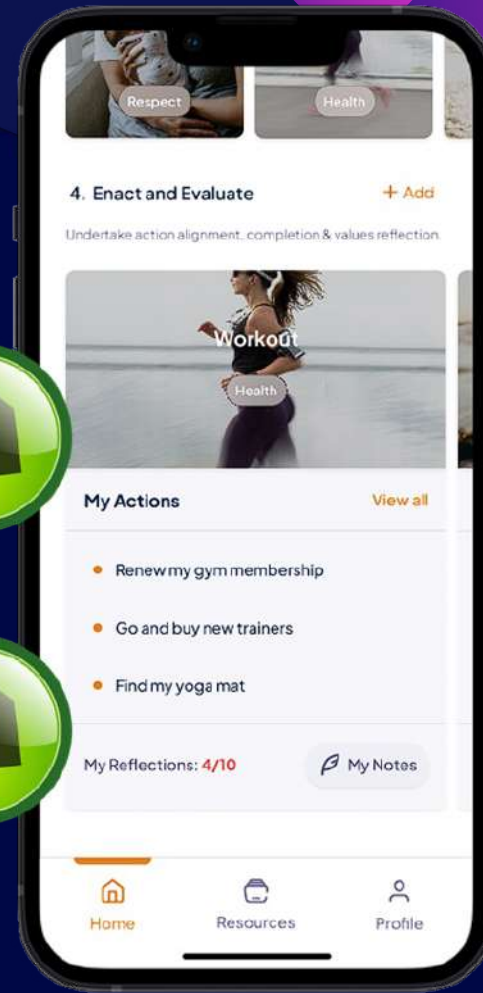 Respect
Health
4. Enact and Evaluate
+ Add
Undertake action alignment, completion & values reflection.
Workout
Health
My Actions
View all
Renew my gym membership
Go and buy new trainers
Find my yoga mat
My Reflections: 4/10
My Notes
Home
Resources
Profile